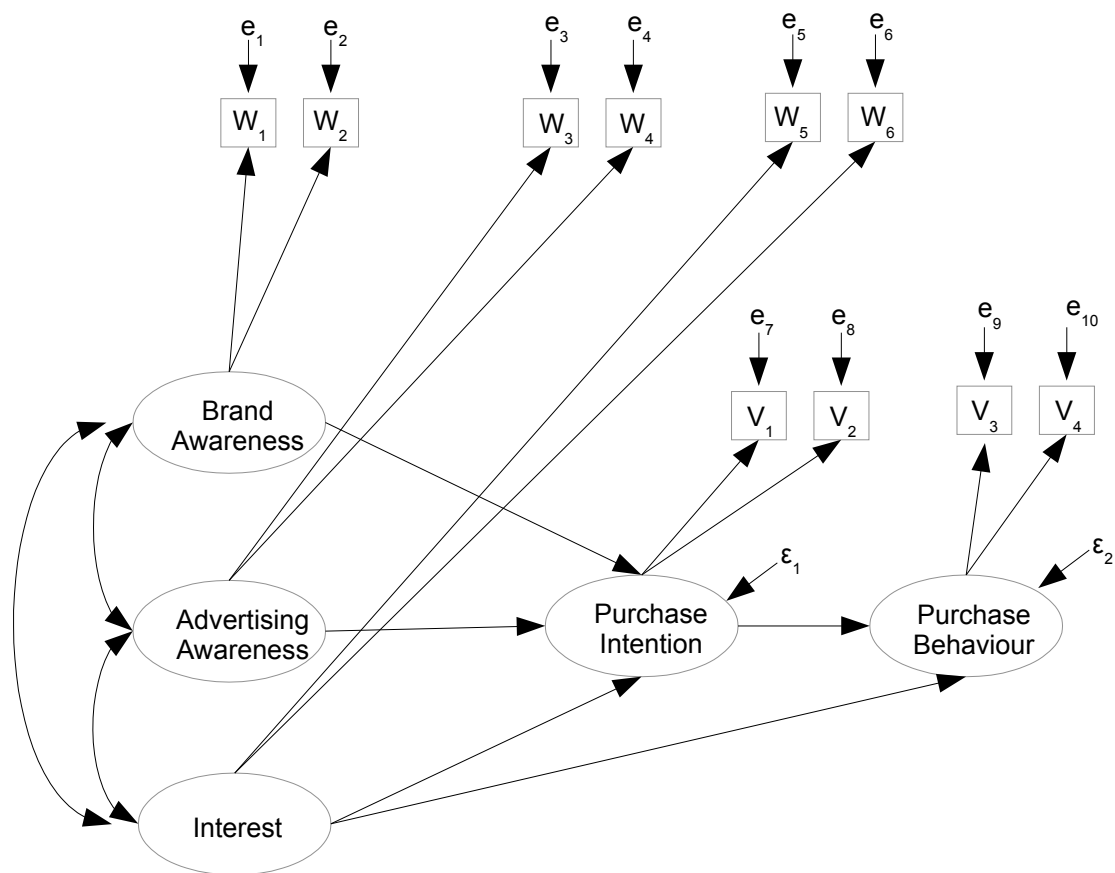 e₁ e₂ e₃ e₄ e₅ e₆
W₁ W₂ W₃ W₄ W₅ W₆
e₇ e₈ e₉ e₁₀
V₁ V₂ V₃ V₄
Brand
Awareness
ε₁ ε₂
Advertising
Awareness
Purchase
Intention
Purchase
Behaviour
Interest